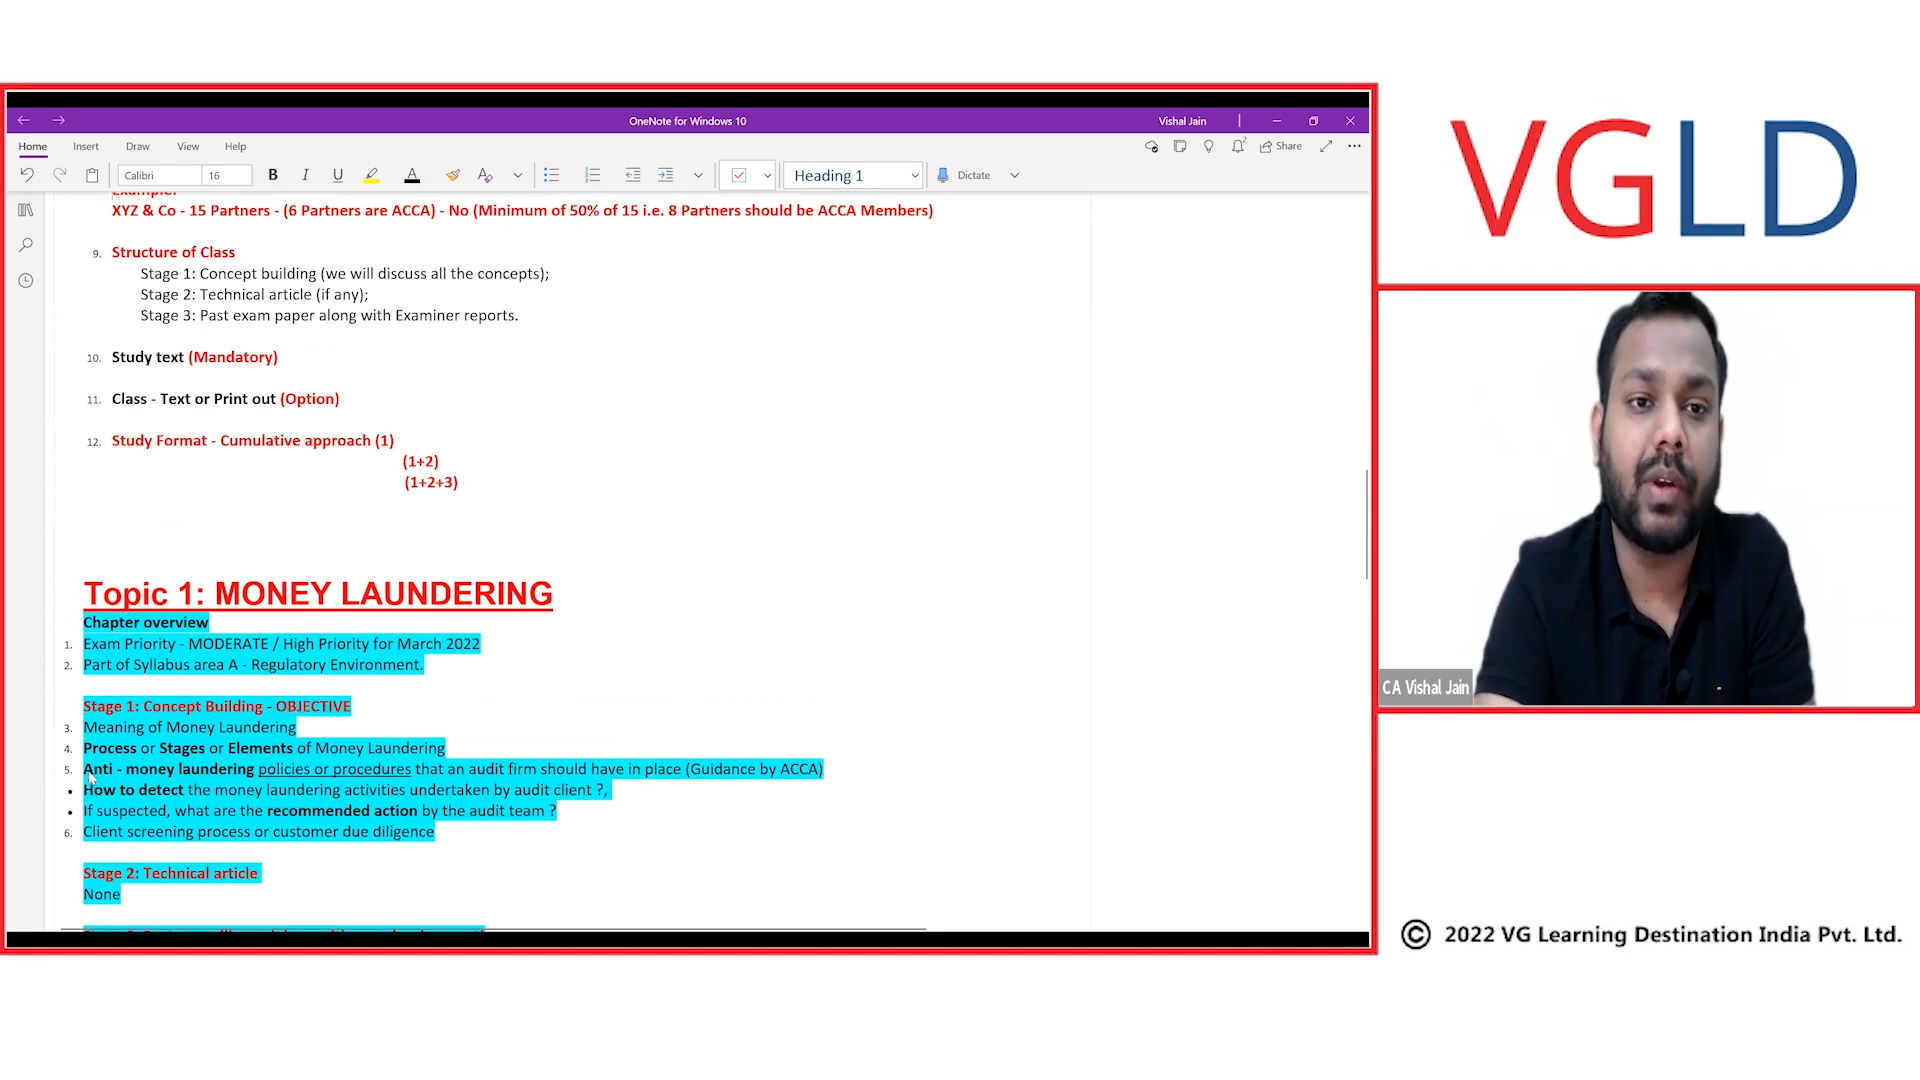 OneNote for Windows 10
Vishal Jain
Home Insert Draw View Help
Share
Calibri 16 B I U A Heading 1 Dictate
Example:
XYZ & Co - 15 Partners - (6 Partners are ACCA) - No (Minimum of 50% of 15 i.e. 8 Partners should be ACCA Members)
9. Structure of Class
Stage 1: Concept building (we will discuss all the concepts);
Stage 2: Technical article (if any);
Stage 3: Past exam paper along with Examiner reports.
10. Study text (Mandatory)
11. Class - Text or Print out (Option)
12. Study Format - Cumulative approach (1)
(1+2)
(1+2+3)
Topic 1: MONEY LAUNDERING
Chapter overview
1. Exam Priority - MODERATE / High Priority for March 2022
2. Part of Syllabus area A - Regulatory Environment.
Stage 1: Concept Building - OBJECTIVE
3. Meaning of Money Laundering
4. Process or Stages or Elements of Money Laundering
5. Anti - money laundering policies or procedures that an audit firm should have in place (Guidance by ACCA)
• How to detect the money laundering activities undertaken by audit client ?,
• If suspected, what are the recommended action by the audit team ?
6. Client screening process or customer due diligence
Stage 2: Technical article
None
VGLD
CA Vishal Jain
© 2022 VG Learning Destination India Pvt. Ltd.